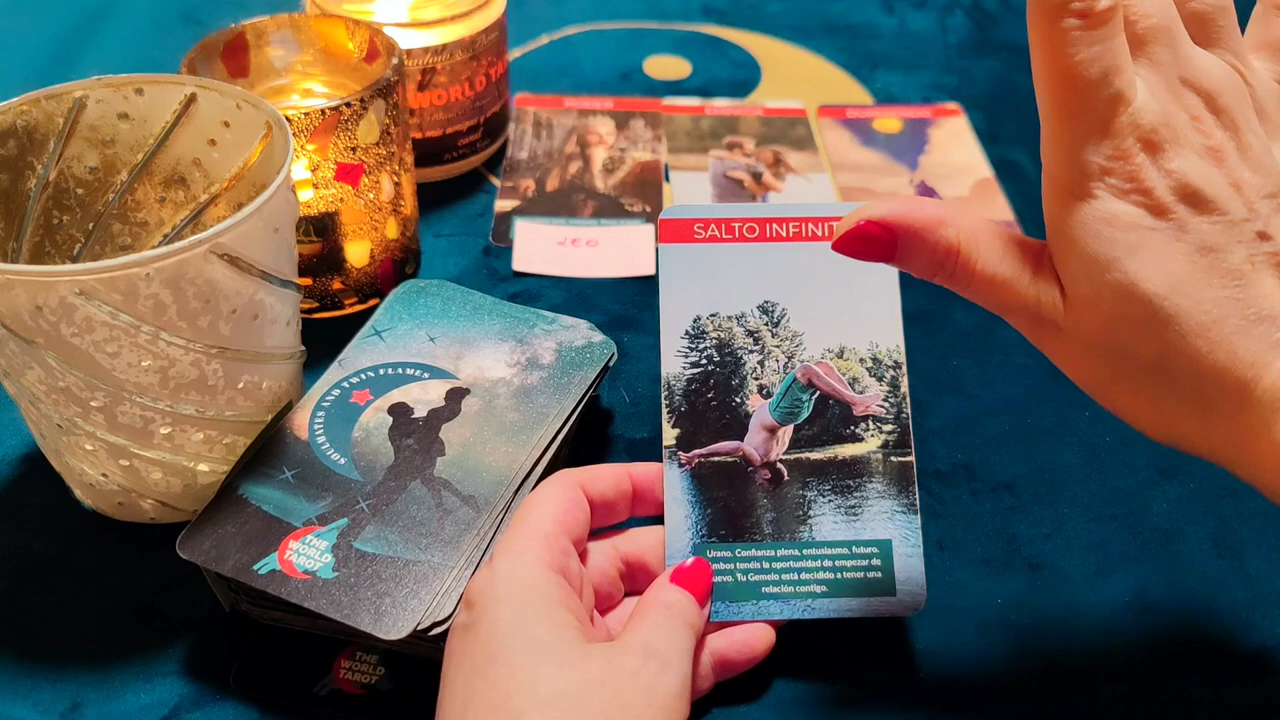 WORLD TAR
LEO
SALTO INFINIT
SOULMATES AND TWIN FLAMES
THE
WORLD
TAROT
Urano. Confianza plena, entusiasmo, futuro.
mbos tenéis la oportunidad de empezar de
uevo. Tu Gemelo está decidido a tener una
relación contigo.
THE
WORLD
TAROT